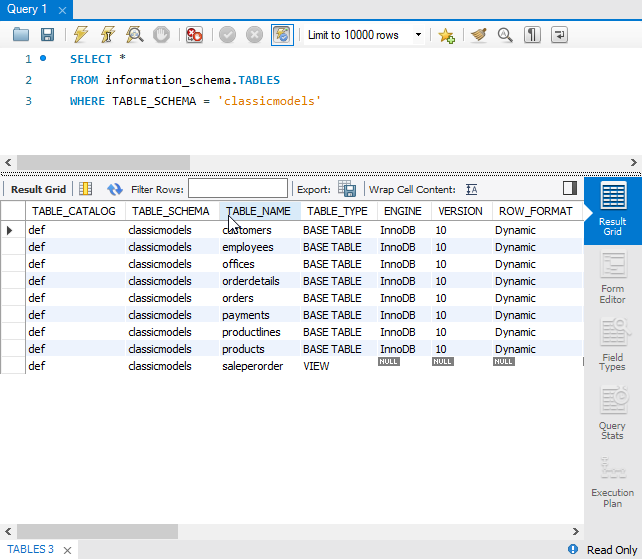 Query 1
Limit to 10000 rows
1 SELECT *
2 FROM information_schema.TABLES
3 WHERE TABLE_SCHEMA = 'classicmodels'
Result Grid Filter Rows: Export: Wrap Cell Content:
TABLE_CATALOG TABLE_SCHEMA TABLE_NAME TABLE_TYPE ENGINE VERSION ROW_FORMAT
def classicmodels customers BASE TABLE InnoDB 10 Dynamic
def classicmodels employees BASE TABLE InnoDB 10 Dynamic
def classicmodels offices BASE TABLE InnoDB 10 Dynamic
def classicmodels orderdetails BASE TABLE InnoDB 10 Dynamic
def classicmodels orders BASE TABLE InnoDB 10 Dynamic
def classicmodels payments BASE TABLE InnoDB 10 Dynamic
def classicmodels productlines BASE TABLE InnoDB 10 Dynamic
def classicmodels products BASE TABLE InnoDB 10 Dynamic
def classicmodels saleperorder VIEW NULL NULL NULL
Result
Grid
Form
Editor
Field
Types
Query
Stats
Execution
Plan
TABLES 3
Read Only